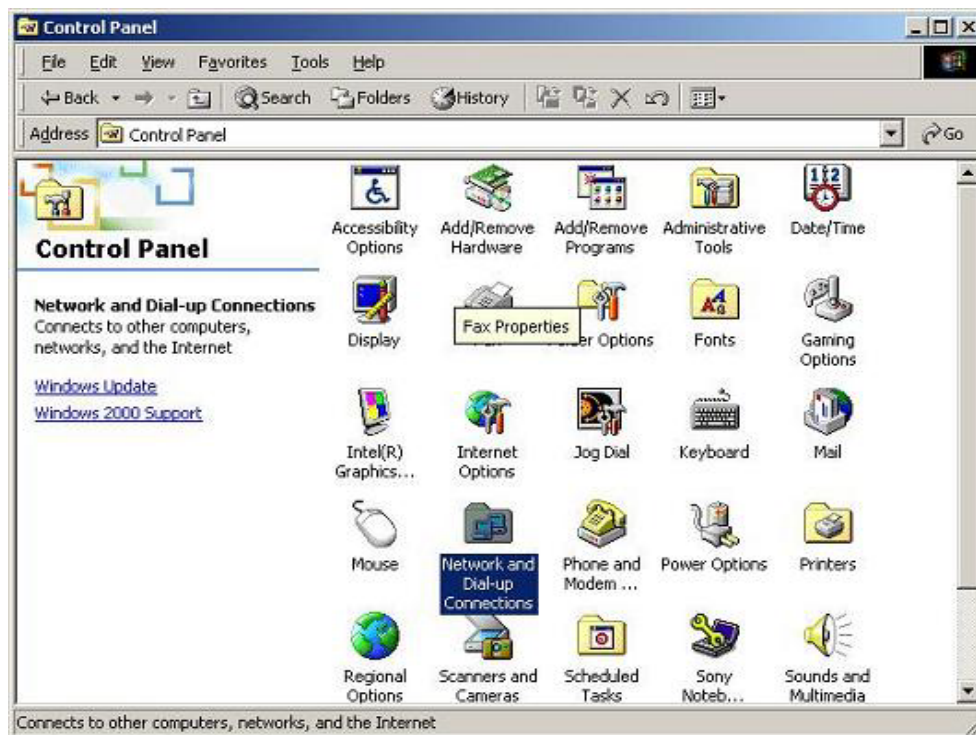 Control Panel
File Edit View Favorites Tools Help
Back Search Folders History
Address Control Panel Go
Control Panel
Network and Dial-up Connections
Connects to other computers,
networks, and the Internet
Windows Update
Windows 2000 Support
Accessibility
Options
Add/Remove
Hardware
Add/Remove
Programs
Administrative
Tools
Date/Time
Display
Fax Properties
Options
Fonts
Gaming
Options
Intel(R)
Graphics...
Internet
Options
Jog Dial
Keyboard
Mail
Mouse
Network and
Dial-up
Connections
Phone and
Modem ...
Power Options
Printers
Regional
Options
Scanners and
Cameras
Scheduled
Tasks
Sony
Noteb...
Sounds and
Multimedia
Connects to other computers, networks, and the Internet